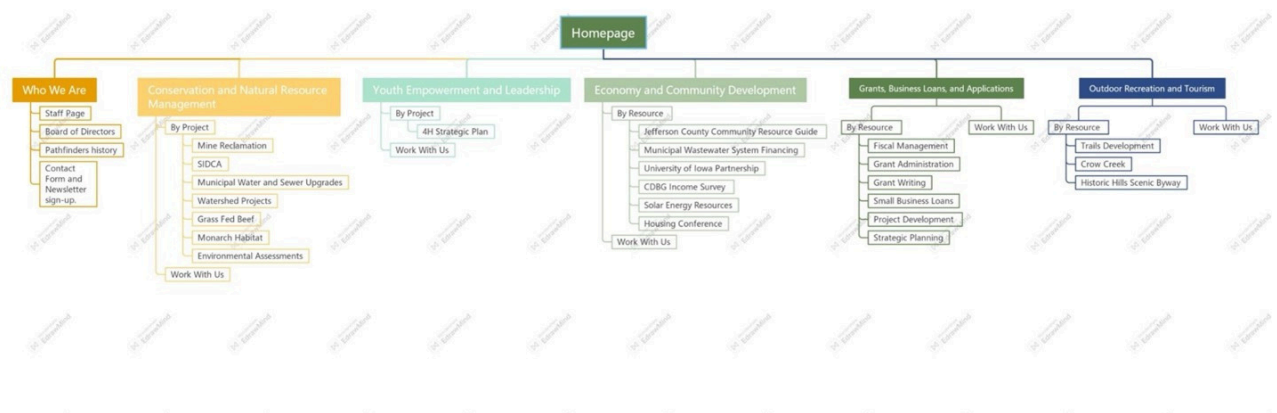 Homepage
Who We Are
Staff Page
Board of Directors
Pathfinders history
Contact
Form and
Newsletter
sign-up.
Conservation and Natural Resource
Management
By Project
Mine Reclamation
SIDCA
Municipal Water and Sewer Upgrades
Watershed Projects
Grass Fed Beef
Monarch Habitat
Environmental Assessments
Work With Us
Youth Empowerment and Leadership
By Project
4H Strategic Plan
Work With Us
Economy and Community Development
By Resource
Jefferson County Community Resource Guide
Municipal Wastewater System Financing
University of Iowa Partnership
CDBG Income Survey
Solar Energy Resources
Housing Conference
Work With Us
Grants, Business Loans, and Applications
By Resource
Fiscal Management
Grant Administration
Grant Writing
Small Business Loans
Project Development
Strategic Planning
Work With Us
Outdoor Recreation and Tourism
By Resource
Trails Development
Crow Creek
Historic Hills Scenic Byway
Work With Us
EdrawMind